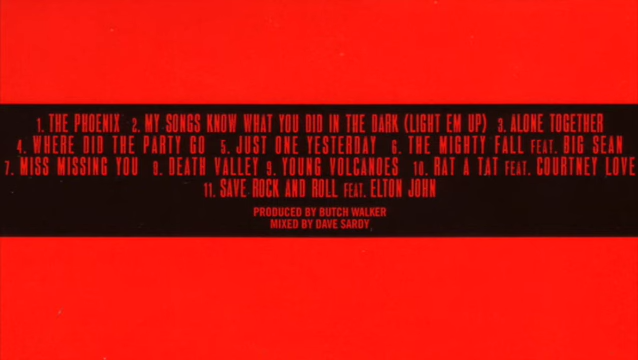 1. THE PHOENIX 2. MY SONGS KNOW WHAT YOU DID IN THE DARK (LIGHT EM UP) 3. ALONE TOGETHER
4. WHERE DID THE PARTY GO 5. JUST ONE YESTERDAY 6. THE MIGHTY FALL FEAT. BIG SEAN
7. MISS MISSING YOU 8. DEATH VALLEY 9. YOUNG VOLCANOES 10. RAT A TAT FEAT. COURTNEY LOVE
11. SAVE ROCK AND ROLL FEAT. ELTON JOHN
PRODUCED BY BUTCH WALKER
MIXED BY DAVE SARDY